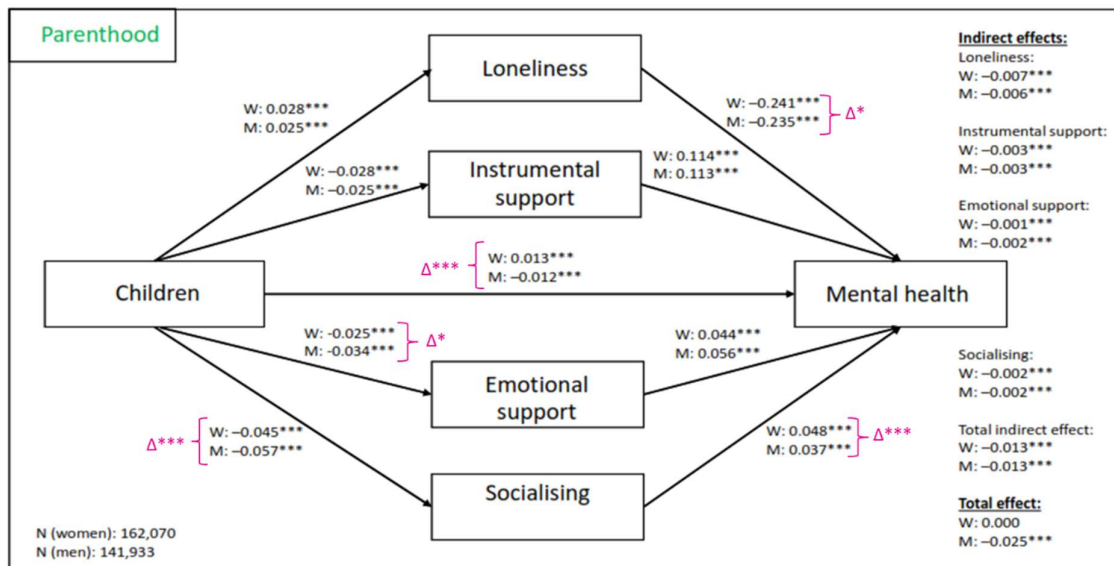 Parenthood
Loneliness
W: 0.028***
M: 0.025***
W: –0.241***
M: –0.235***
Δ*
W: –0.028***
M: –0.025***
Instrumental
support
W: 0.114***
M: 0.113***
Children
Δ***
W: 0.013***
M: –0.012***
Mental health
W: -0.025***
M: -0.034***
Δ*
Emotional
support
W: 0.044***
M: 0.056***
Δ***
W: –0.045***
M: –0.057***
Socialising
W: 0.048***
M: 0.037***
Δ***
N (women): 162,070
N (men): 141,933
Indirect effects:
Loneliness:
W: –0.007***
M: –0.006***
Instrumental support:
W: –0.003***
M: –0.003***
Emotional support:
W: –0.001***
M: –0.002***
Socialising:
W: –0.002***
M: –0.002***
Total indirect effect:
W: –0.013***
M: –0.013***
Total effect:
W: 0.000
M: –0.025***